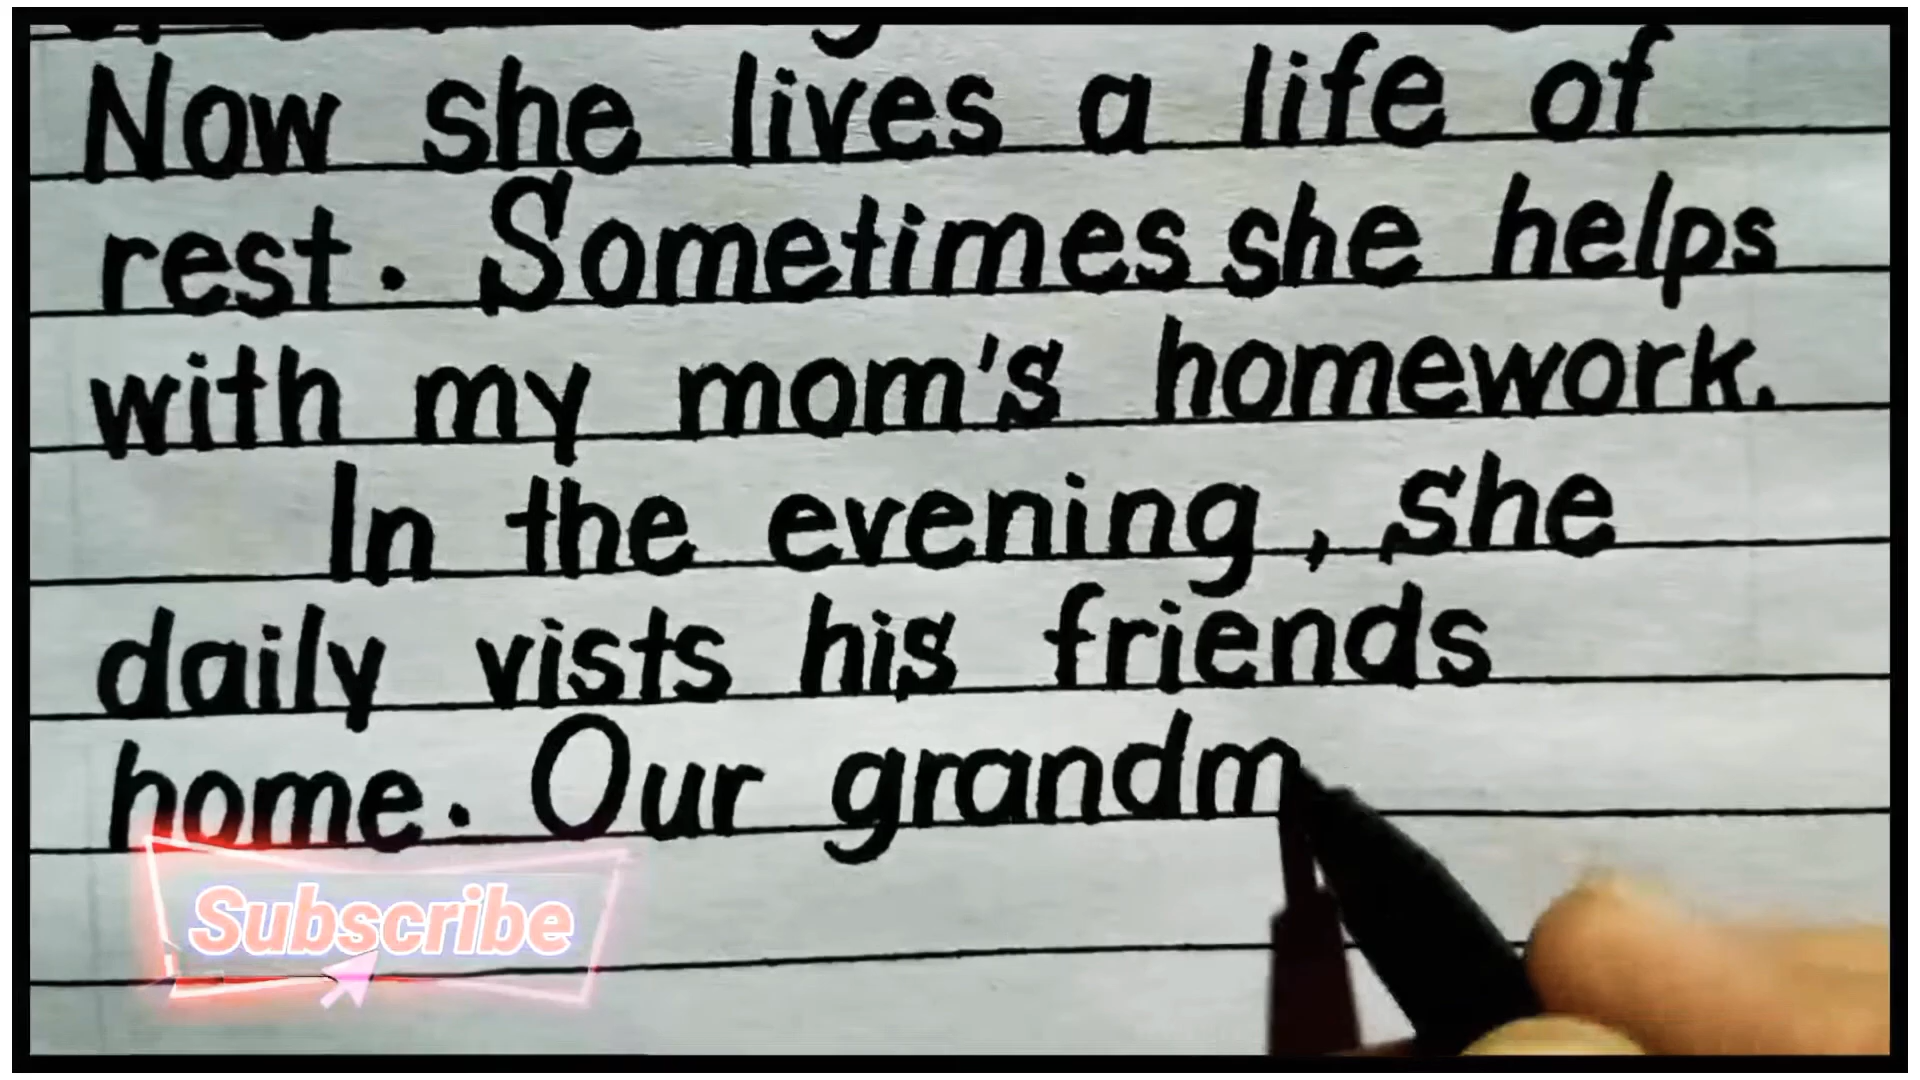 Now she lives a life of
rest. Sometimes she helps
with my mom's homework.
In the evening, she
daily vists his friends
home. Our grandm
Subscribe